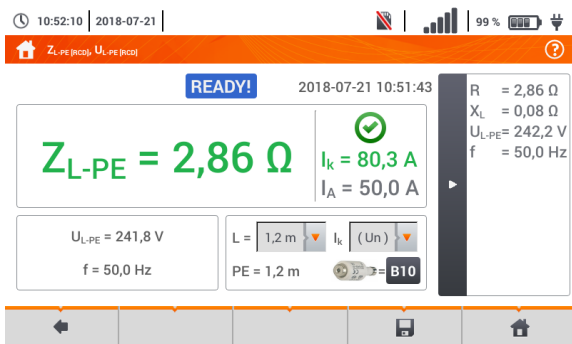 10:52:10 2018-07-21 99 %
ZL-PE [RCD], UL-PE [RCD]
READY! 2018-07-21 10:51:43
ZL-PE = 2,86 Ω
Ik = 80,3 A
IA = 50,0 A
UL-PE = 241,8 V
f = 50,0 Hz
L = 1,2 m Ik (Un)
PE = 1,2 m = B10
R = 2,86 Ω
XL = 0,08 Ω
UL-PE= 242,2 V
f = 50,0 Hz